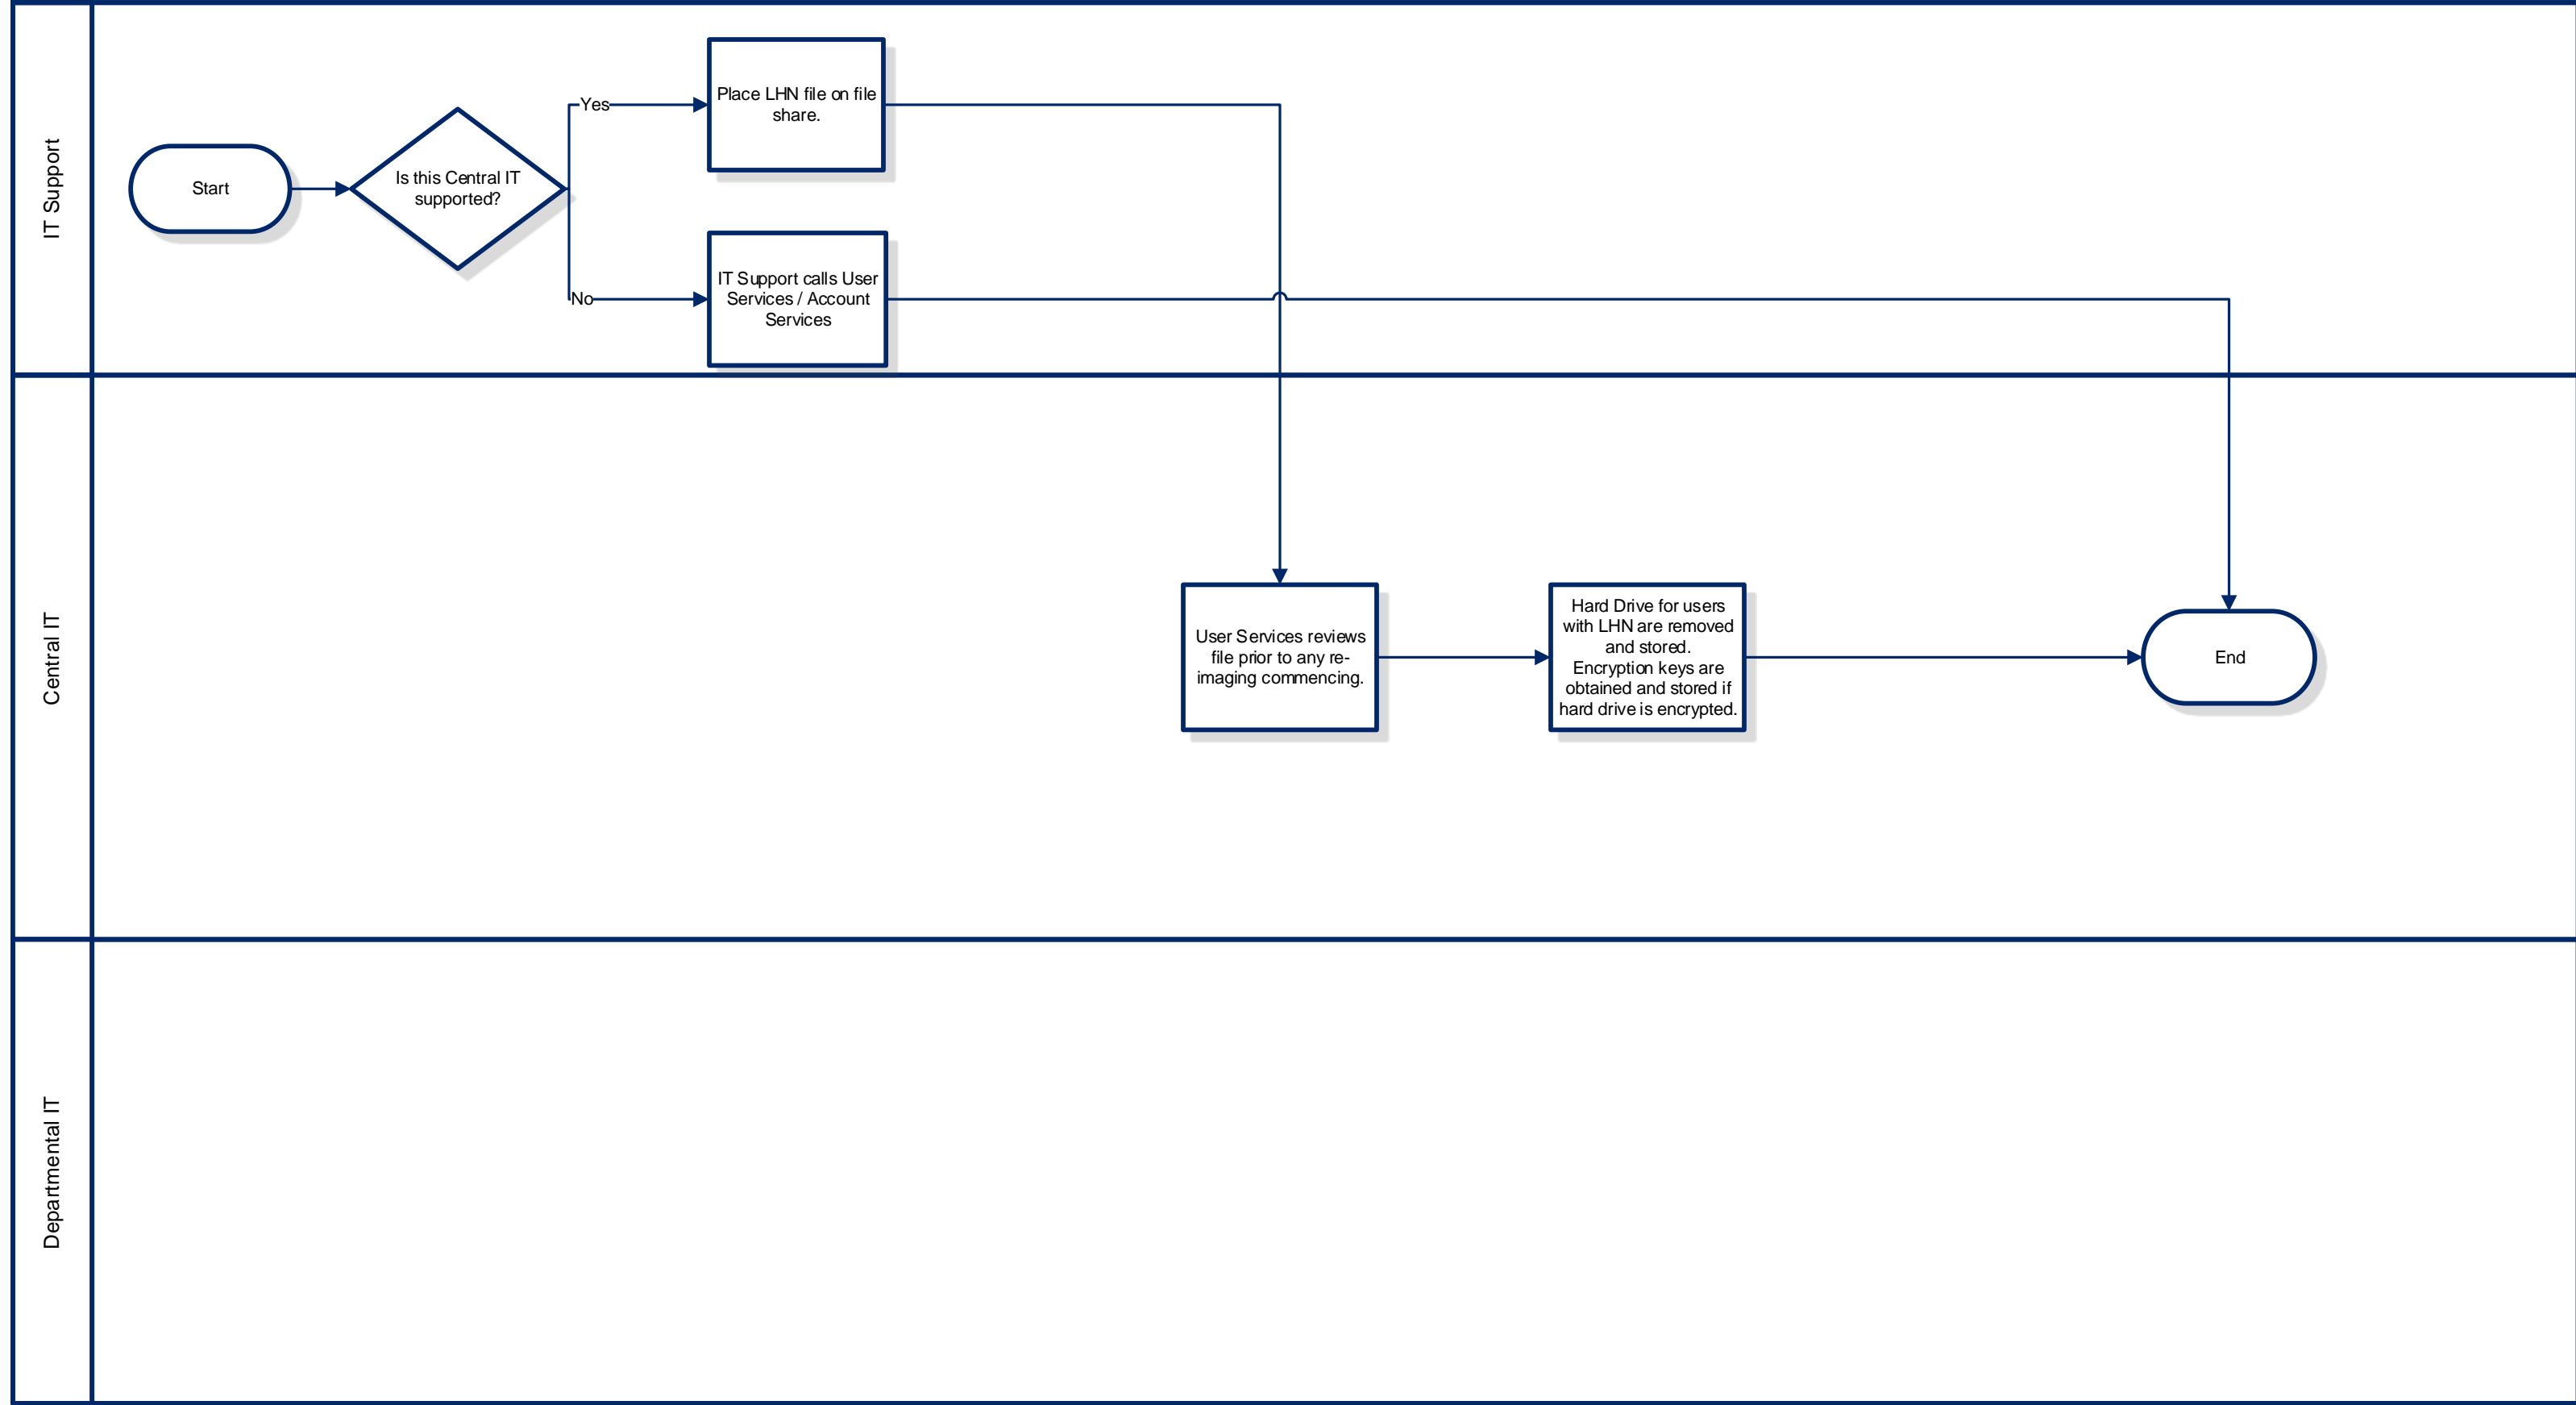 IT Support
Start
Is this Central IT
supported?
Yes
Place LHN file on file
share.
No
IT Support calls User
Services / Account
Services
Central IT
User Services reviews
file prior to any re-
imaging commencing.
Hard Drive for users
with LHN are removed
and stored.
Encryption keys are
obtained and stored if
hard drive is encrypted.
End
Departmental IT